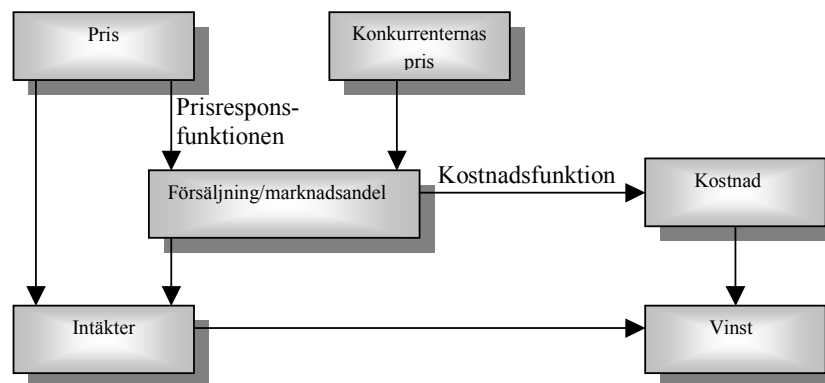 Pris
Konkurrenternas
pris
Prisrespons-
funktionen
Försäljning/marknadsandel
Kostnadsfunktion
Kostnad
Intäkter
Vinst